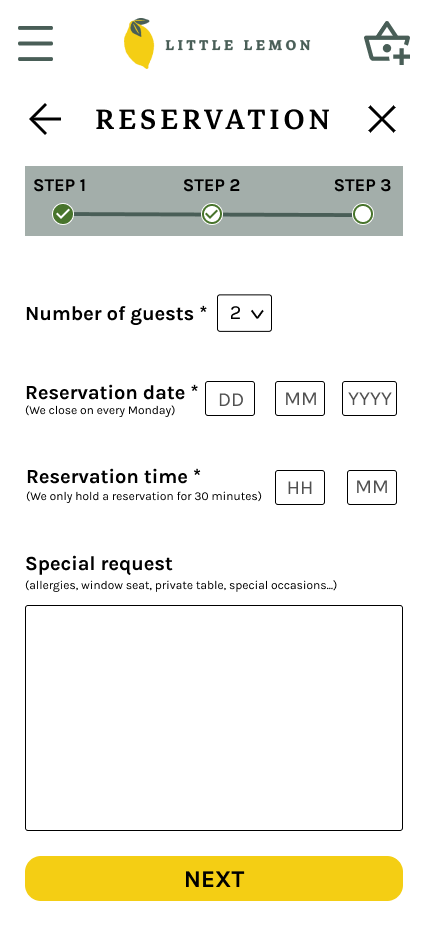 LITTLE LEMON
RESERVATION
STEP 1 STEP 2 STEP 3
Number of guests * 2
Reservation date * DD MM YYYY
(We close on every Monday)
Reservation time * HH MM
(We only hold a reservation for 30 minutes)
Special request
(allergies, window seat, private table, special occasions...)
NEXT